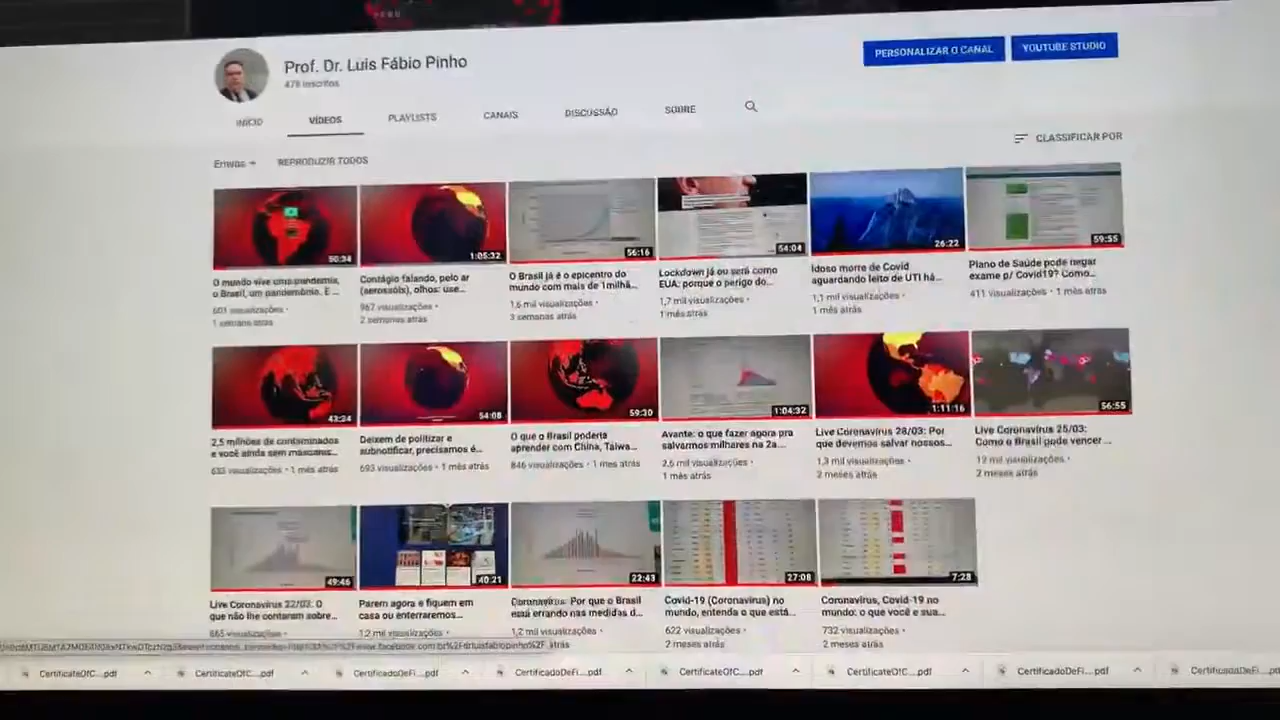 PERU
Prof. Dr. Luis Fábio Pinho
478 inscritos
PERSONALIZAR O CANAL
YOUTUBE STUDIO
INÍCIO
VÍDEOS
PLAYLISTS
CANAIS
DISCUSSÃO
SOBRE
Envios
REPRODUZIR TODOS
CLASSIFICAR POR
50:34
1:05:32
56:16
54:04
26:22
59:55
O mundo vive uma pandemia,
o Brasil, um pandemônio. E ...
601 visualizações •
1 semana atrás
Contágio falando, pelo ar
(aerossóis), olhos: use...
967 visualizações •
2 semanas atrás
O Brasil já é o epicentro do
mundo com mais de 1milhã...
1,6 mil visualizações •
3 semanas atrás
Lockdown já ou será como
EUA: porque o perigo do...
1,7 mil visualizações •
1 mês atrás
Idoso morre de Covid
aguardando leito de UTI há...
1,1 mil visualizações •
1 mês atrás
Plano de Saúde pode negar
exame p/ Covid19? Como...
411 visualizações • 1 mês atrás
43:24
54:08
59:30
1:04:32
1:11:16
56:55
2,5 milhões de contaminados
e você ainda sem máscaras...
633 visualizações • 1 mês atrás
Deixem de politizar e
subnotificar, precisamos é...
693 visualizações • 1 mês atrás
O que o Brasil poderia
aprender com China, Taiwa...
846 visualizações • 1 mês atrás
Avante: o que fazer agora pra
salvarmos milhares na 2a...
2,6 mil visualizações •
1 mês atrás
Live Coronavírus 28/03: Por
que devemos salvar nossos...
1,3 mil visualizações •
2 meses atrás
Live Coronavírus 25/03:
Como o Brasil pode vencer ...
12 mil visualizações •
2 meses atrás
49:46
40:21
22:43
27:08
7:28
Live Coronavírus 22/03: O
que não lhe contaram sobre...
665 visualizações •
Parem agora e fiquem em
casa ou enterraremos...
1,2 mil visualizações •
Coronavírus: Por que o Brasil
está errando nas medidas d...
1,2 mil visualizações •
atrás
Covid-19 (Coronavírus) no
mundo, entenda o que está...
622 visualizações •
2 meses atrás
Coronavírus, Covid-19 no
mundo: o que você e sua...
732 visualizações •
2 meses atrás
CertificateOfC....pdf
CertificateOfC....pdf
CertificadoDeFi....pdf
CertificadoDeFi....pdf
CertificateOfC....pdf
CertificateOfC....pdf
CertificadoDeFi....pdf
CertificadoDeFi....pd